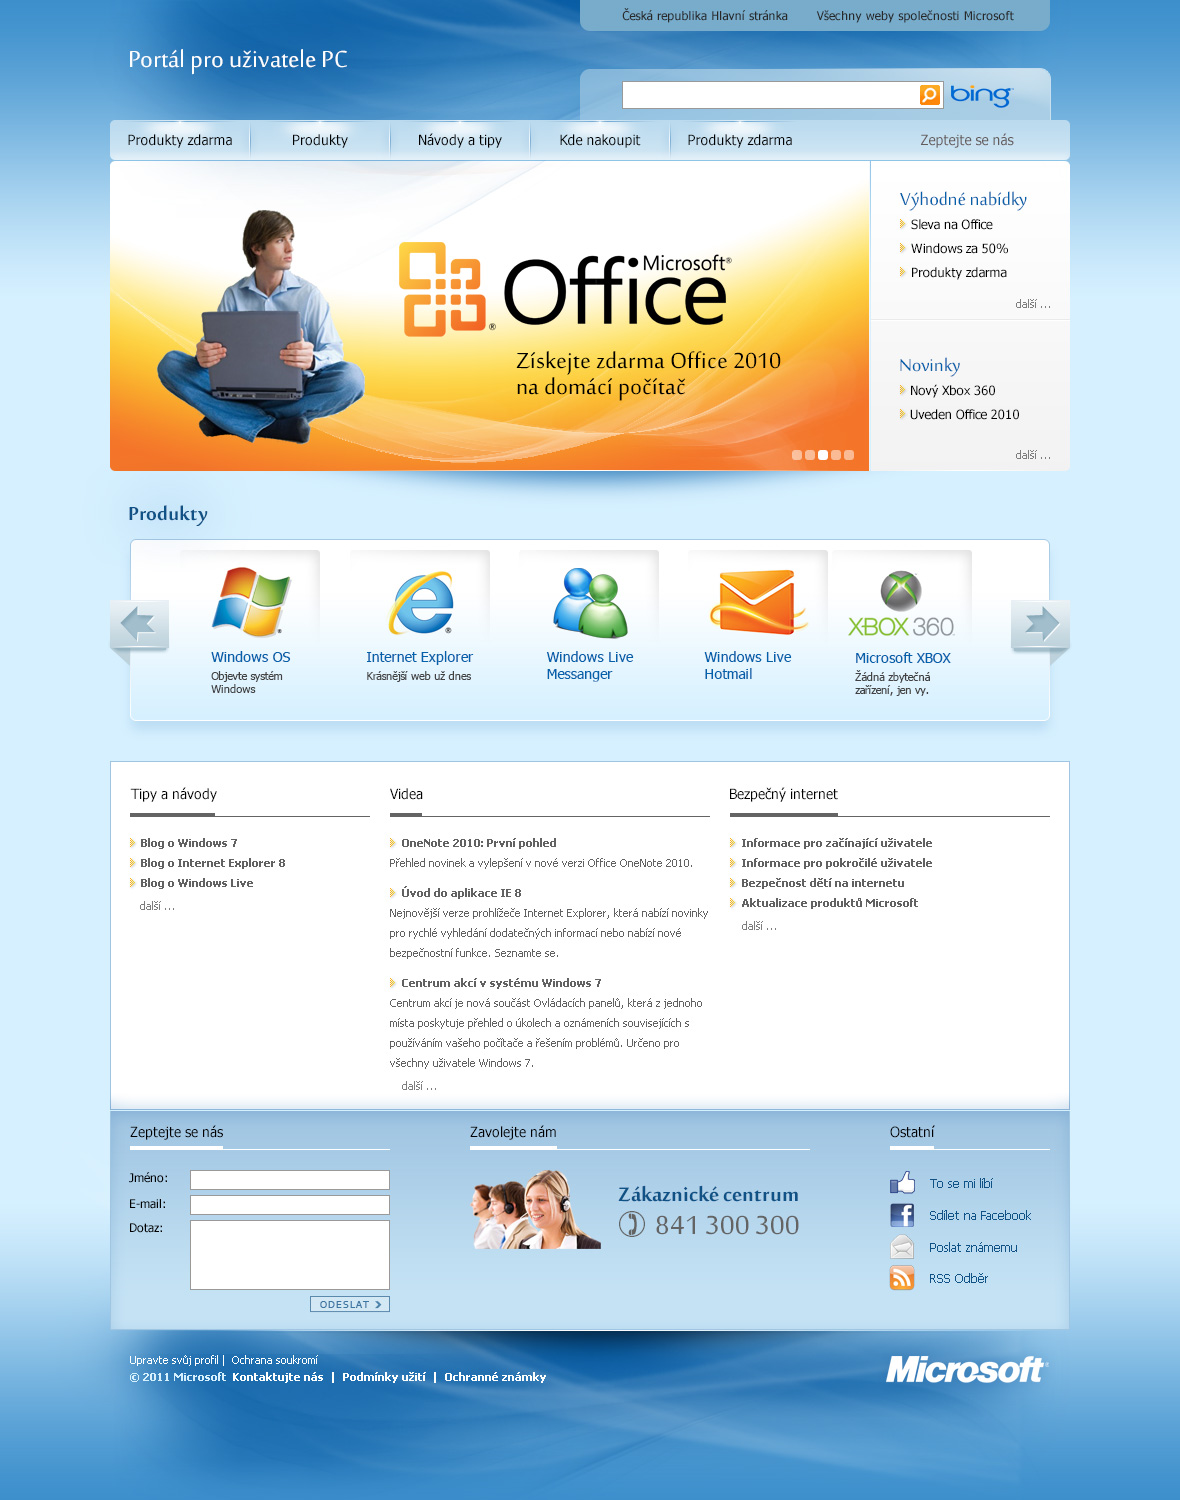 Česká republika Hlavní stránka
Všechny weby společnosti Microsoft
Portál pro uživatele PC
bing
Produkty zdarma
Produkty
Návody a tipy
Kde nakoupit
Produkty zdarma
Zeptejte se nás
Microsoft®
Office
®
Získejte zdarma Office 2010
na domácí počítač
Výhodné nabídky
Sleva na Office
Windows za 50%
Produkty zdarma
další ...
Novinky
Nový Xbox 360
Uveden Office 2010
další ...
Produkty
Windows OS
Objevte systém
Windows
Internet Explorer
Krásnější web už dnes
Windows Live
Messanger
Windows Live
Hotmail
XBOX 360
Microsoft XBOX
Žádná zbytečná
zařízení, jen vy.
Tipy a návody
Blog o Windows 7
Blog o Internet Explorer 8
Blog o Windows Live
další ...
Videa
OneNote 2010: První pohled
Přehled novinek a vylepšení v nové verzi Office OneNote 2010.
Úvod do aplikace IE 8
Nejnovější verze prohlížeče Internet Explorer, která nabízí novinky
pro rychlé vyhledání dodatečných informací nebo nabízí nové
bezpečnostní funkce. Seznamte se.
Centrum akcí v systému Windows 7
Centrum akcí je nová součást Ovládacích panelů, která z jednoho
místa poskytuje přehled o úkolech a oznámeních souvisejících s
používáním vašeho počítače a řešením problémů. Určeno pro
všechny uživatele Windows 7.
další ...
Bezpečný internet
Informace pro začínající uživatele
Informace pro pokročilé uživatele
Bezpečnost dětí na internetu
Aktualizace produktů Microsoft
další ...
Zeptejte se nás
Jméno:
E-mail:
Dotaz:
ODESLAT
Zavolejte nám
Zákaznické centrum
841 300 300
Ostatní
To se mi líbí
Sdílet na Facebook
Poslat známemu
RSS Odběr
Upravte svůj profil | Ochrana soukromí
© 2011 Microsoft Kontaktujte nás | Podmínky užití | Ochranné známky
Microsoft®